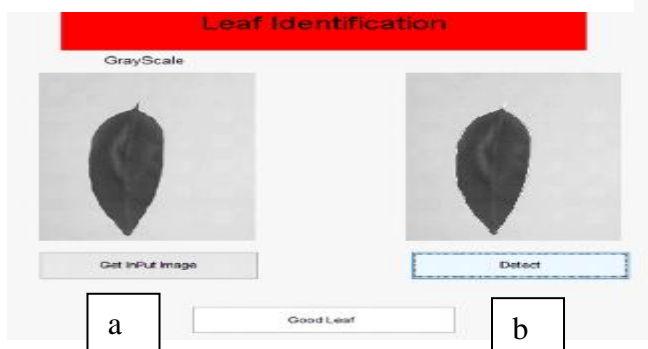 Leaf Identification
GrayScale
Get InPut Image
Detect
a
Good Leaf
b